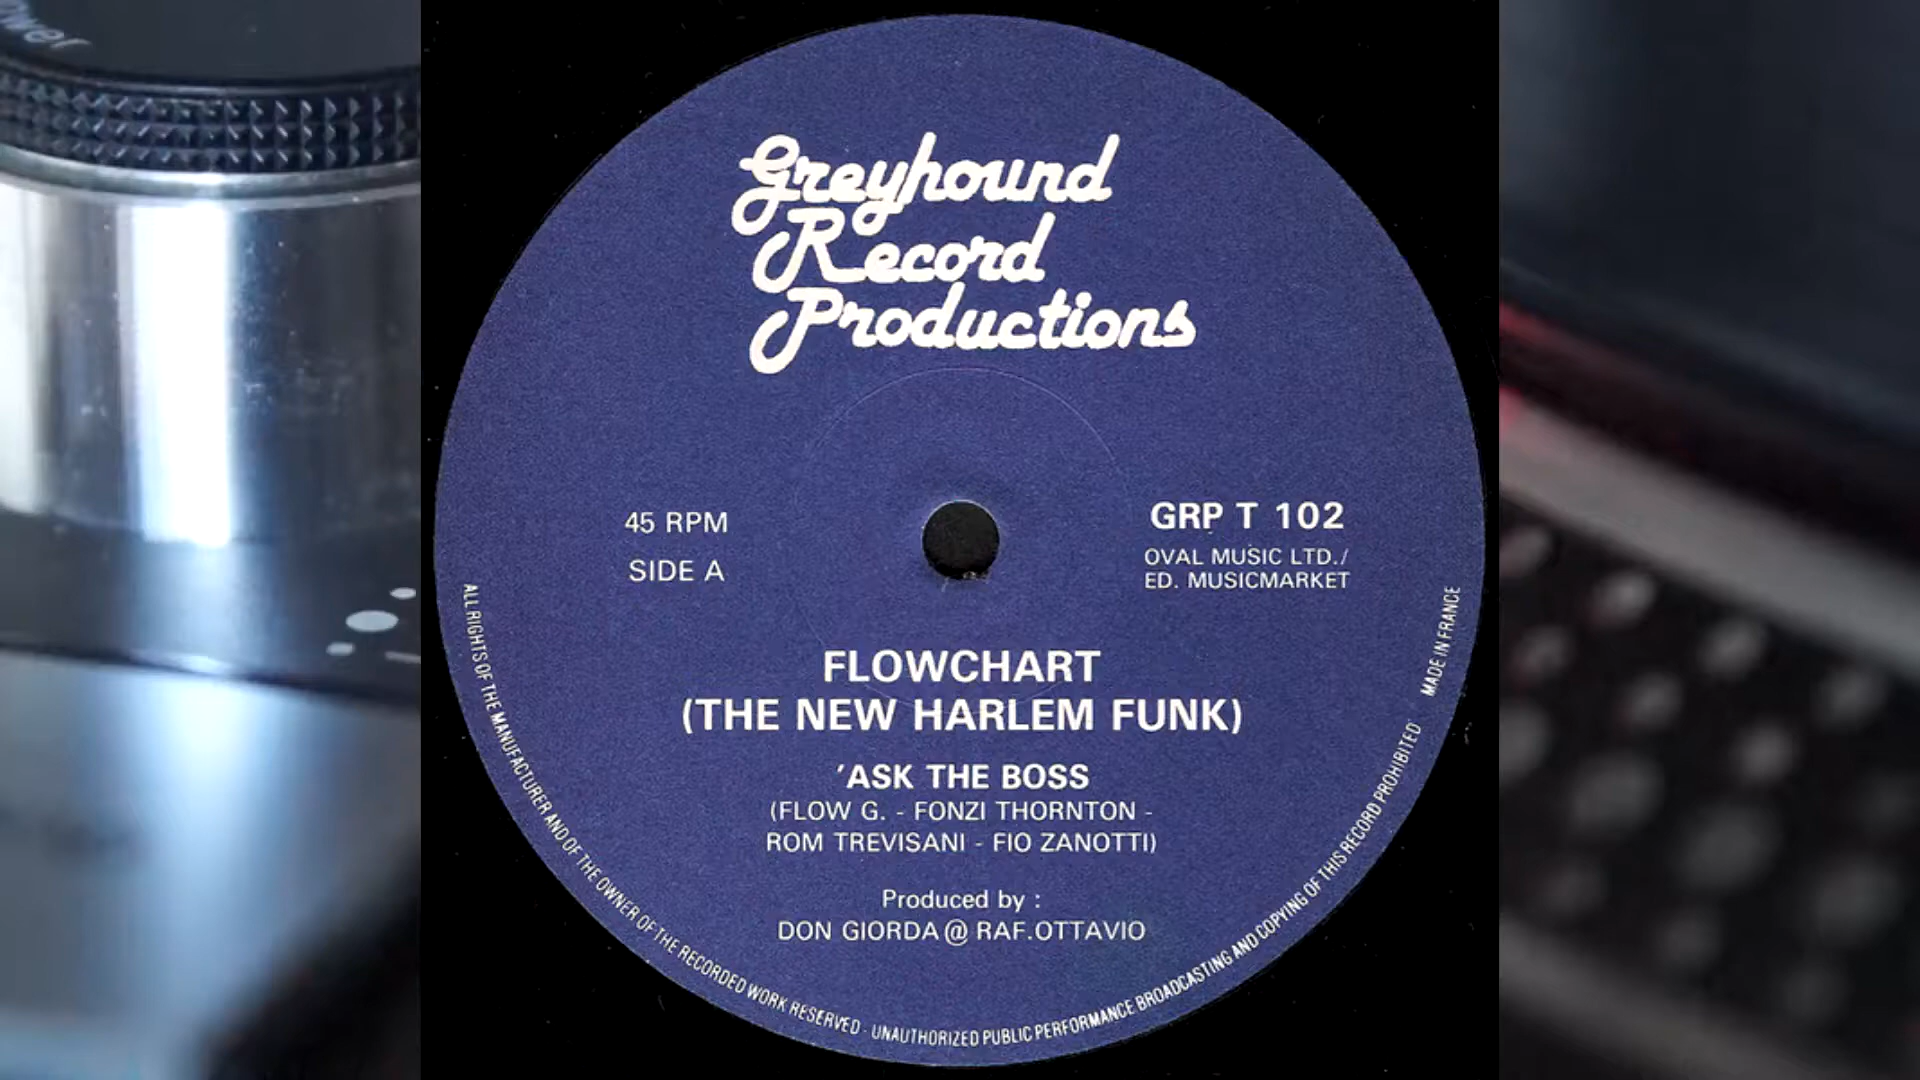 ower
Greyhound
Record
Productions
45 RPM
SIDE A
GRP T 102
OVAL MUSIC LTD./
ED. MUSICMARKET
FLOWCHART
(THE NEW HARLEM FUNK)
'ASK THE BOSS
(FLOW G. - FONZI THORNTON -
ROM TREVISANI - FIO ZANOTTI)
Produced by :
DON GIORDA @ RAF.OTTAVIO
ALL RIGHTS OF THE MANUFACTURER AND OF THE OWNER OF THE RECORDED WORK RESERVED - UNAUTHORIZED PUBLIC PERFORMANCE BROADCASTING AND COPYING OF THIS RECORD PROHIBITED MADE IN FRANCE